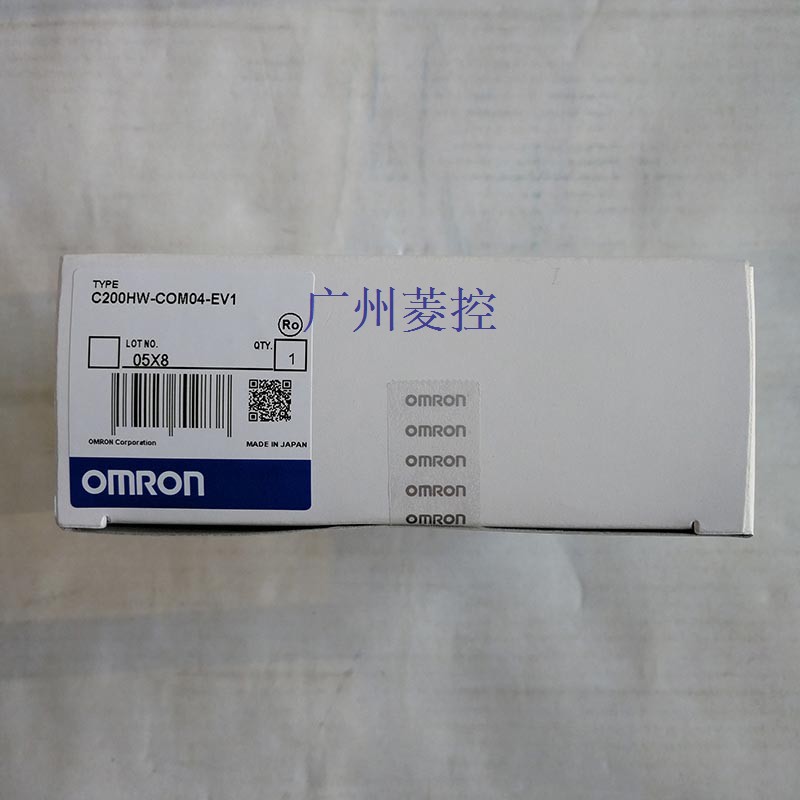 TYPE
C200HW-COM04-EV1
广州菱控
Ro
LOT NO.
QTY.
05X8
1
OMRON Corporation
MADE IN JAPAN
OMRON
OMRON
OMRON
OMRON
OMRON
OMRON